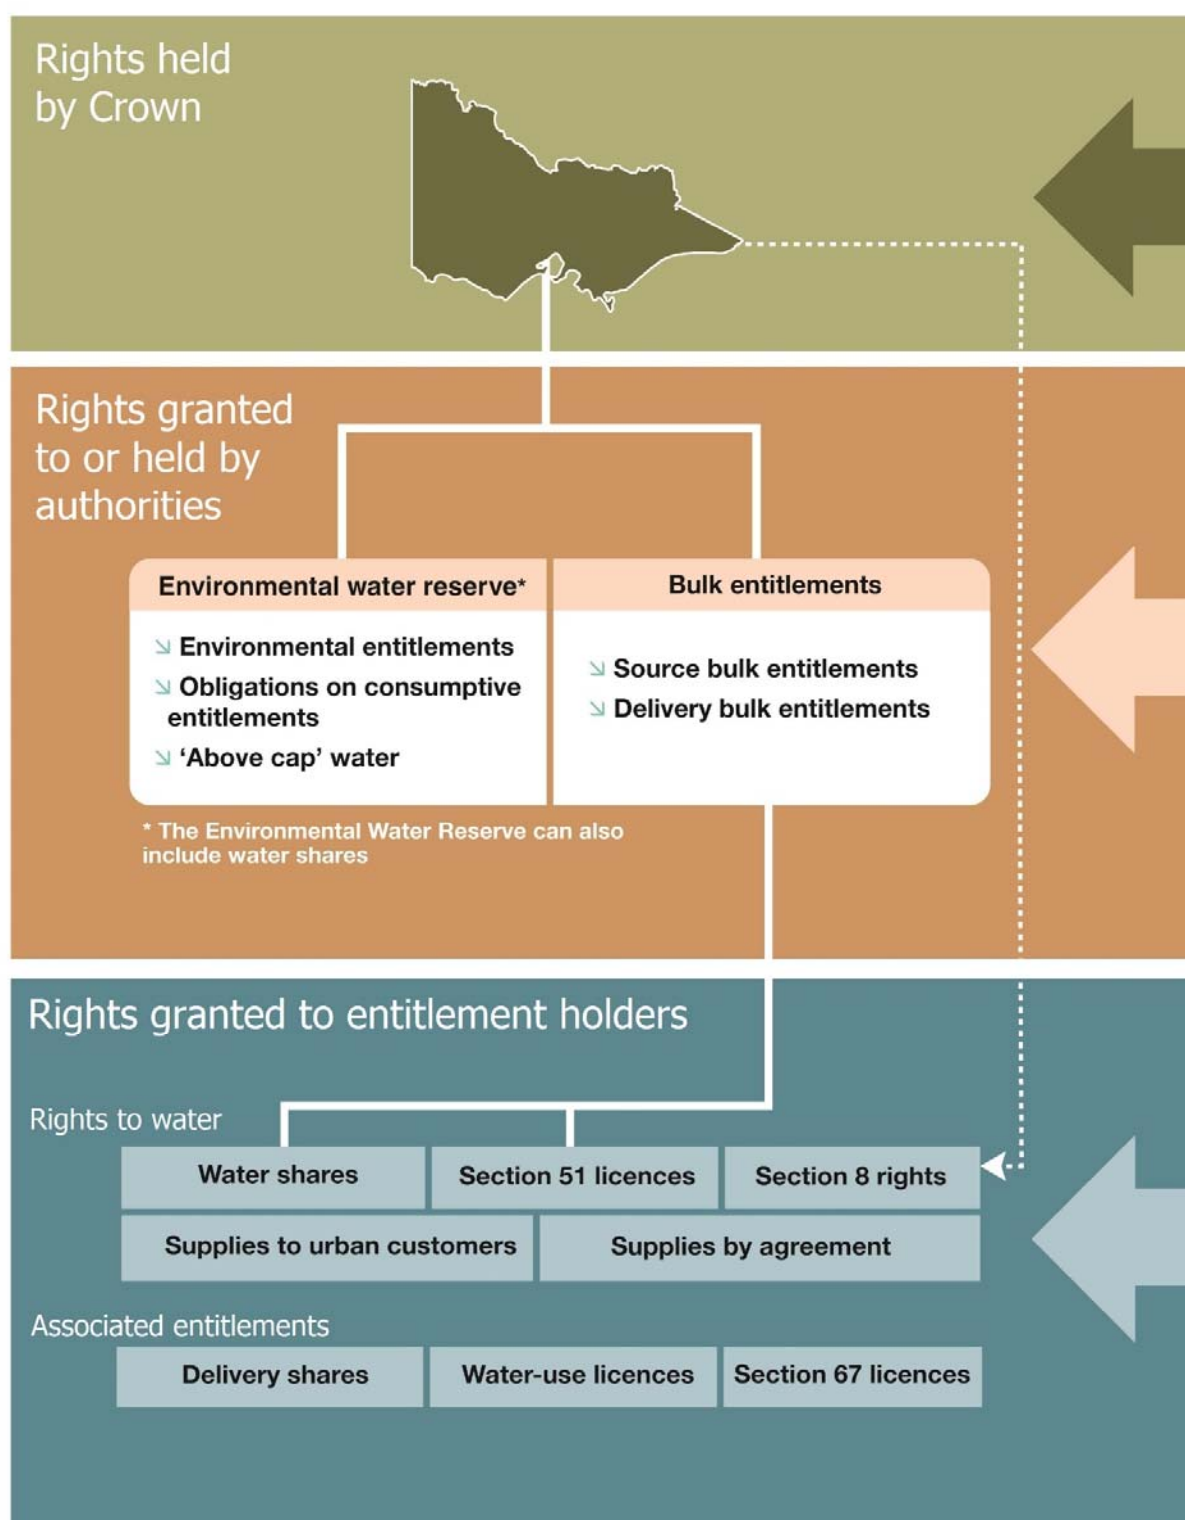 Rights held
by Crown
Rights granted
to or held by
authorities
Environmental water reserve*
Bulk entitlements
Environmental entitlements
Obligations on consumptive
entitlements
‘Above cap’ water
Source bulk entitlements
Delivery bulk entitlements
* The Environmental Water Reserve can also
include water shares
Rights granted to entitlement holders
Rights to water
Water shares
Section 51 licences
Section 8 rights
Supplies to urban customers
Supplies by agreement
Associated entitlements
Delivery shares
Water-use licences
Section 67 licences